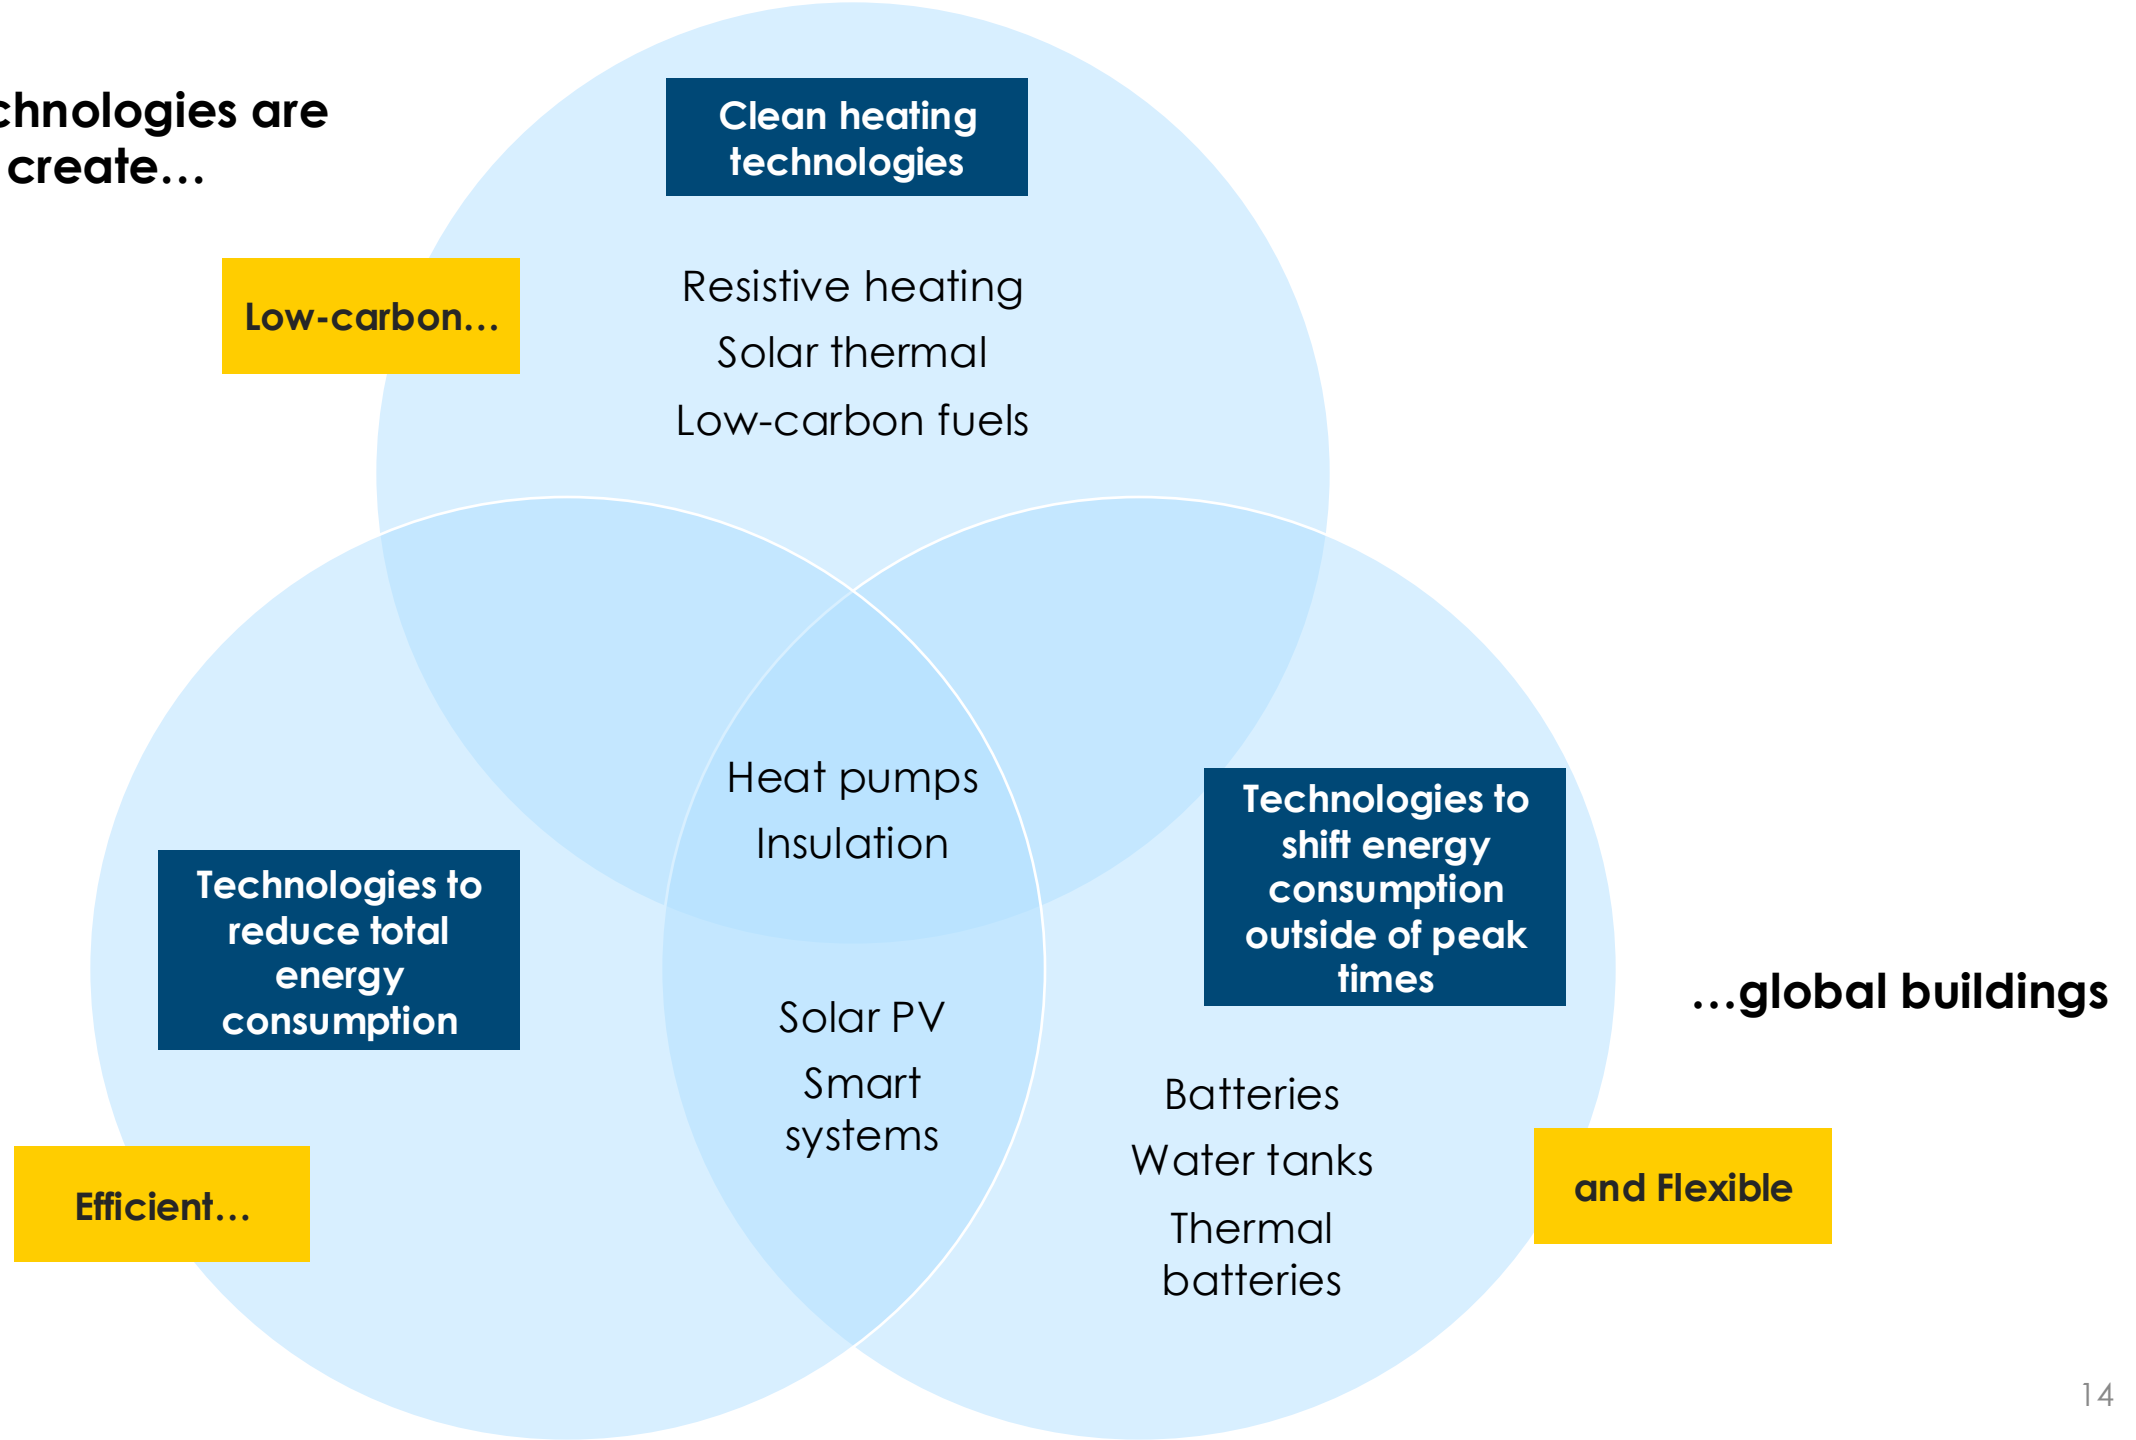 chnologies are
create…
Clean heating
technologies
Low-carbon…
Resistive heating
Solar thermal
Low-carbon fuels
Heat pumps
Insulation
Technologies to
reduce total
energy
consumption
Technologies to
shift energy
consumption
outside of peak
times
Solar PV
Smart
systems
…global buildings
Batteries
Water tanks
Thermal
batteries
Efficient…
and Flexible
14